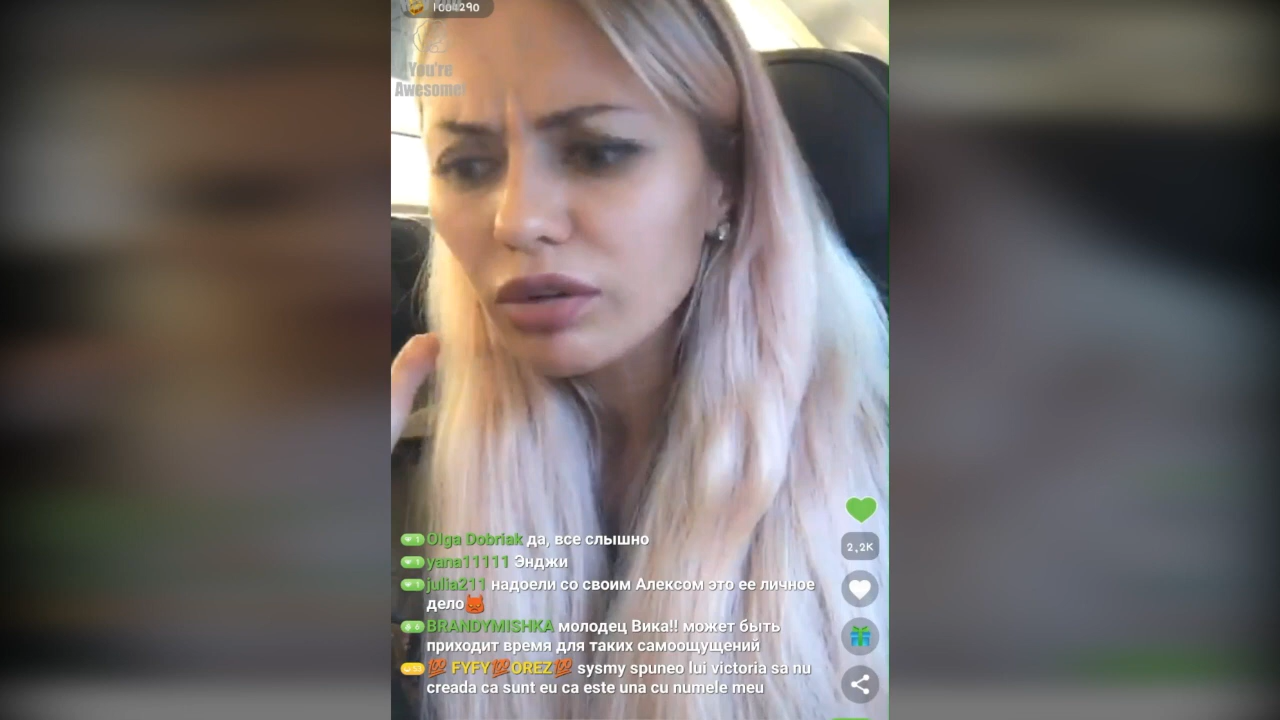 1004290
You're
Awesome!
Olga Dobriak да, все слышно
yana11111 Энджи
julia211 надоели со своим Алексом это ее личное
дело
BRANDYMISHKA молодец Вика!! может быть
приходит время для таких самоощущений
💯 FYFY💯OREZ💯 sysmy spuneo lui victoria sa nu
creada ca sunt eu ca este una cu numele meu
2,2K